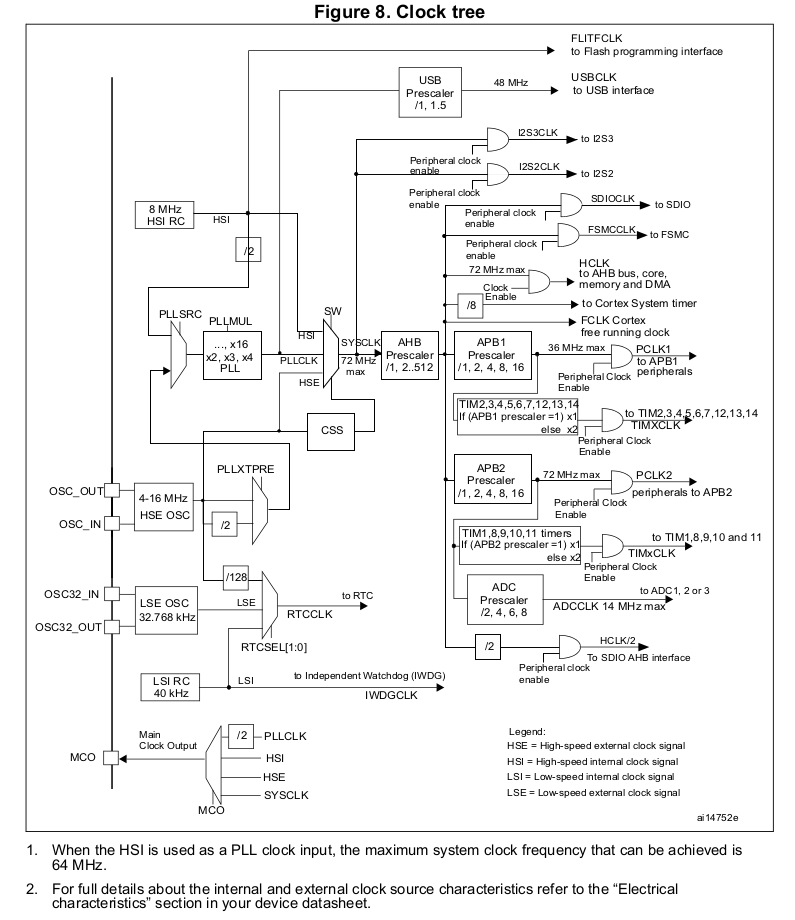 Figure 8. Clock tree
FLITFCLK
to Flash programming interface
USB
Prescaler
/1, 1.5
48 MHz
USBCLK
to USB interface
I2S3CLK
to I2S3
Peripheral clock
enable
I2S2CLK
to I2S2
Peripheral clock
enable
8 MHz
HSI RC
HSI
SDIOCLK
to SDIO
Peripheral clock
enable
FSMCCLK
to FSMC
Peripheral clock
enable
/2
HCLK
to AHB bus, core,
memory and DMA
72 MHz max
Clock
Enable
/8
to Cortex System timer
FCLK Cortex
free running clock
PLLSRC
PLLMUL
..., x16
x2, x3, x4
PLL
SW
HSI
PLLCLK
HSE
SYSCLK
72 MHz
max
AHB
Prescaler
/1, 2..512
APB1
Prescaler
/1, 2, 4, 8, 16
36 MHz max
PCLK1
to APB1
peripherals
Peripheral Clock
Enable
TIM2,3,4,5,6,7,12,13,14
If (APB1 prescaler =1) x1
else x2
to TIM2,3,4,5,6,7,12,13,14
TIMXCLK
Peripheral Clock
Enable
CSS
PLLXTPRE
OSC_OUT
OSC_IN
4-16 MHz
HSE OSC
/2
APB2
Prescaler
/1, 2, 4, 8, 16
72 MHz max
PCLK2
peripherals to APB2
Peripheral Clock
Enable
TIM1,8,9,10,11 timers
If (APB2 prescaler =1) x1
else x2
to TIM1,8,9,10 and 11
TIMxCLK
Peripheral Clock
Enable
OSC32_IN
OSC32_OUT
LSE OSC
32.768 kHz
/128
LSE
to RTC
RTCCLK
RTCSEL[1:0]
ADC
Prescaler
/2, 4, 6, 8
to ADC1, 2 or 3
ADCCLK 14 MHz max
/2
HCLK/2
To SDIO AHB interface
Peripheral clock
enable
LSI RC
40 kHz
LSI
to Independent Watchdog (IWDG)
IWDGCLK
MCO
Main
Clock Output
/2
PLLCLK
HSI
HSE
SYSCLK
MCO
Legend:
HSE = High-speed external clock signal
HSI = High-speed internal clock signal
LSI = Low-speed internal clock signal
LSE = Low-speed external clock signal
ai14752e
1. When the HSI is used as a PLL clock input, the maximum system clock frequency that can be achieved is
64 MHz.
2. For full details about the internal and external clock source characteristics refer to the “Electrical
characteristics” section in your device datasheet.